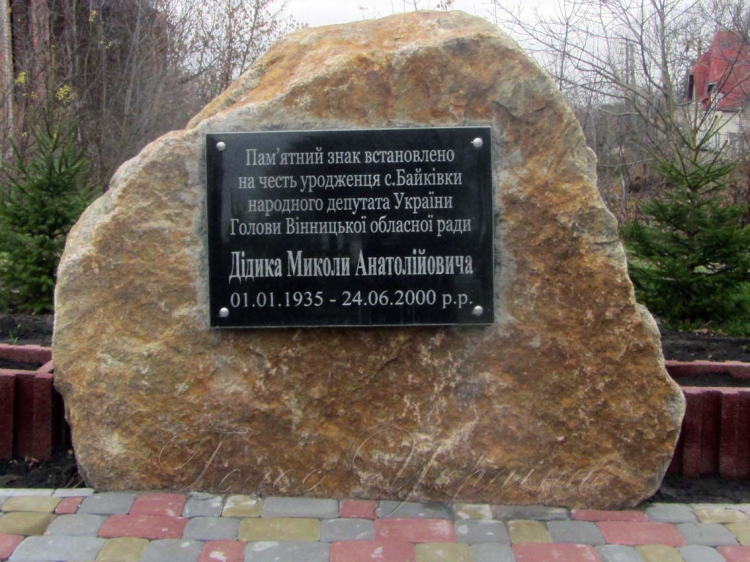 Пам'ятний знак встановлено
на честь уродженця с.Байківки
народного депутата України
Голови Вінницької обласної ради
Дідика Миколи Анатолійовича
01.01.1935 - 24.06.2000 р.р.